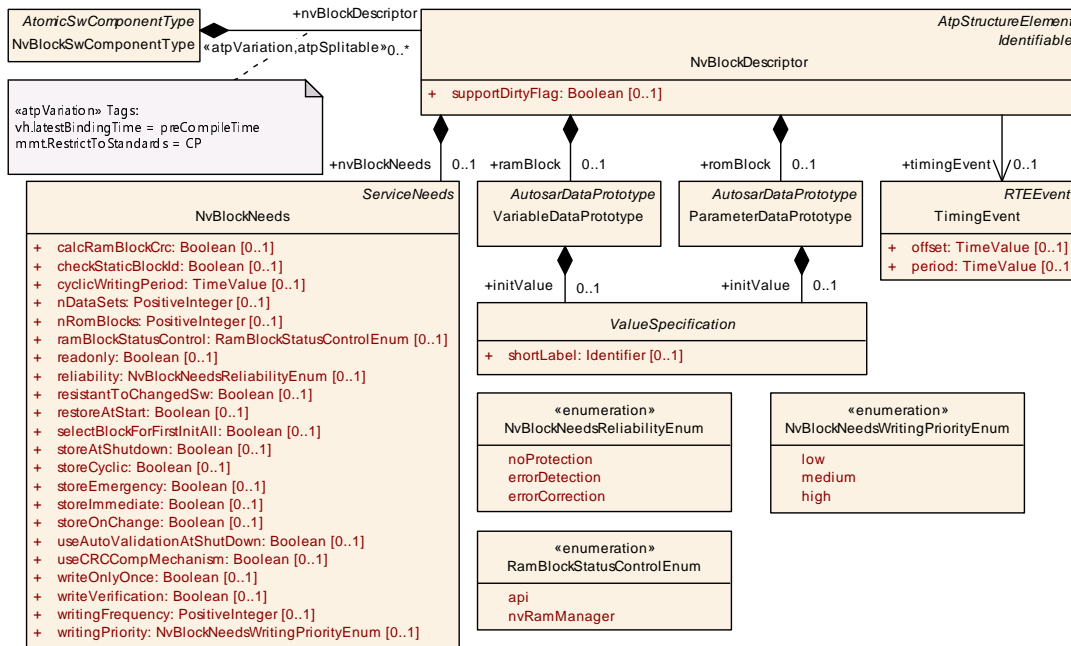 AtomicSwComponentType
NvBlockSwComponentType
+nvBlockDescriptor
«atpVariation,atpSplitable» 0..*
AtpStructureElement
Identifiable
NvBlockDescriptor
+ supportDirtyFlag: Boolean [0..1]
«atpVariation» Tags:
vh.latestBindingTime = preCompileTime
mmt.RestrictToStandards = CP
+nvBlockNeeds 0..1
+ramBlock 0..1
+romBlock 0..1
+timingEvent 0..1
ServiceNeeds
NvBlockNeeds
+ calcRamBlockCrc: Boolean [0..1]
+ checkStaticBlockId: Boolean [0..1]
+ cyclicWritingPeriod: TimeValue [0..1]
+ nDataSets: PositiveInteger [0..1]
+ nRomBlocks: PositiveInteger [0..1]
+ ramBlockStatusControl: RamBlockStatusControlEnum [0..1]
+ readonly: Boolean [0..1]
+ reliability: NvBlockNeedsReliabilityEnum [0..1]
+ resistantToChangedSw: Boolean [0..1]
+ restoreAtStart: Boolean [0..1]
+ selectBlockForFirstInitAll: Boolean [0..1]
+ storeAtShutdown: Boolean [0..1]
+ storeCyclic: Boolean [0..1]
+ storeEmergency: Boolean [0..1]
+ storeImmediate: Boolean [0..1]
+ storeOnChange: Boolean [0..1]
+ useAutoValidationAtShutDown: Boolean [0..1]
+ useCRCCompMechanism: Boolean [0..1]
+ writeOnlyOnce: Boolean [0..1]
+ writeVerification: Boolean [0..1]
+ writingFrequency: PositiveInteger [0..1]
+ writingPriority: NvBlockNeedsWritingPriorityEnum [0..1]
AutosarDataPrototype
VariableDataPrototype
AutosarDataPrototype
ParameterDataPrototype
RTEEvent
TimingEvent
+ offset: TimeValue [0..1]
+ period: TimeValue [0..1]
+initValue 0..1
+initValue 0..1
ValueSpecification
+ shortLabel: Identifier [0..1]
«enumeration»
NvBlockNeedsReliabilityEnum
noProtection
errorDetection
errorCorrection
«enumeration»
NvBlockNeedsWritingPriorityEnum
low
medium
high
«enumeration»
RamBlockStatusControlEnum
api
nvRamManager